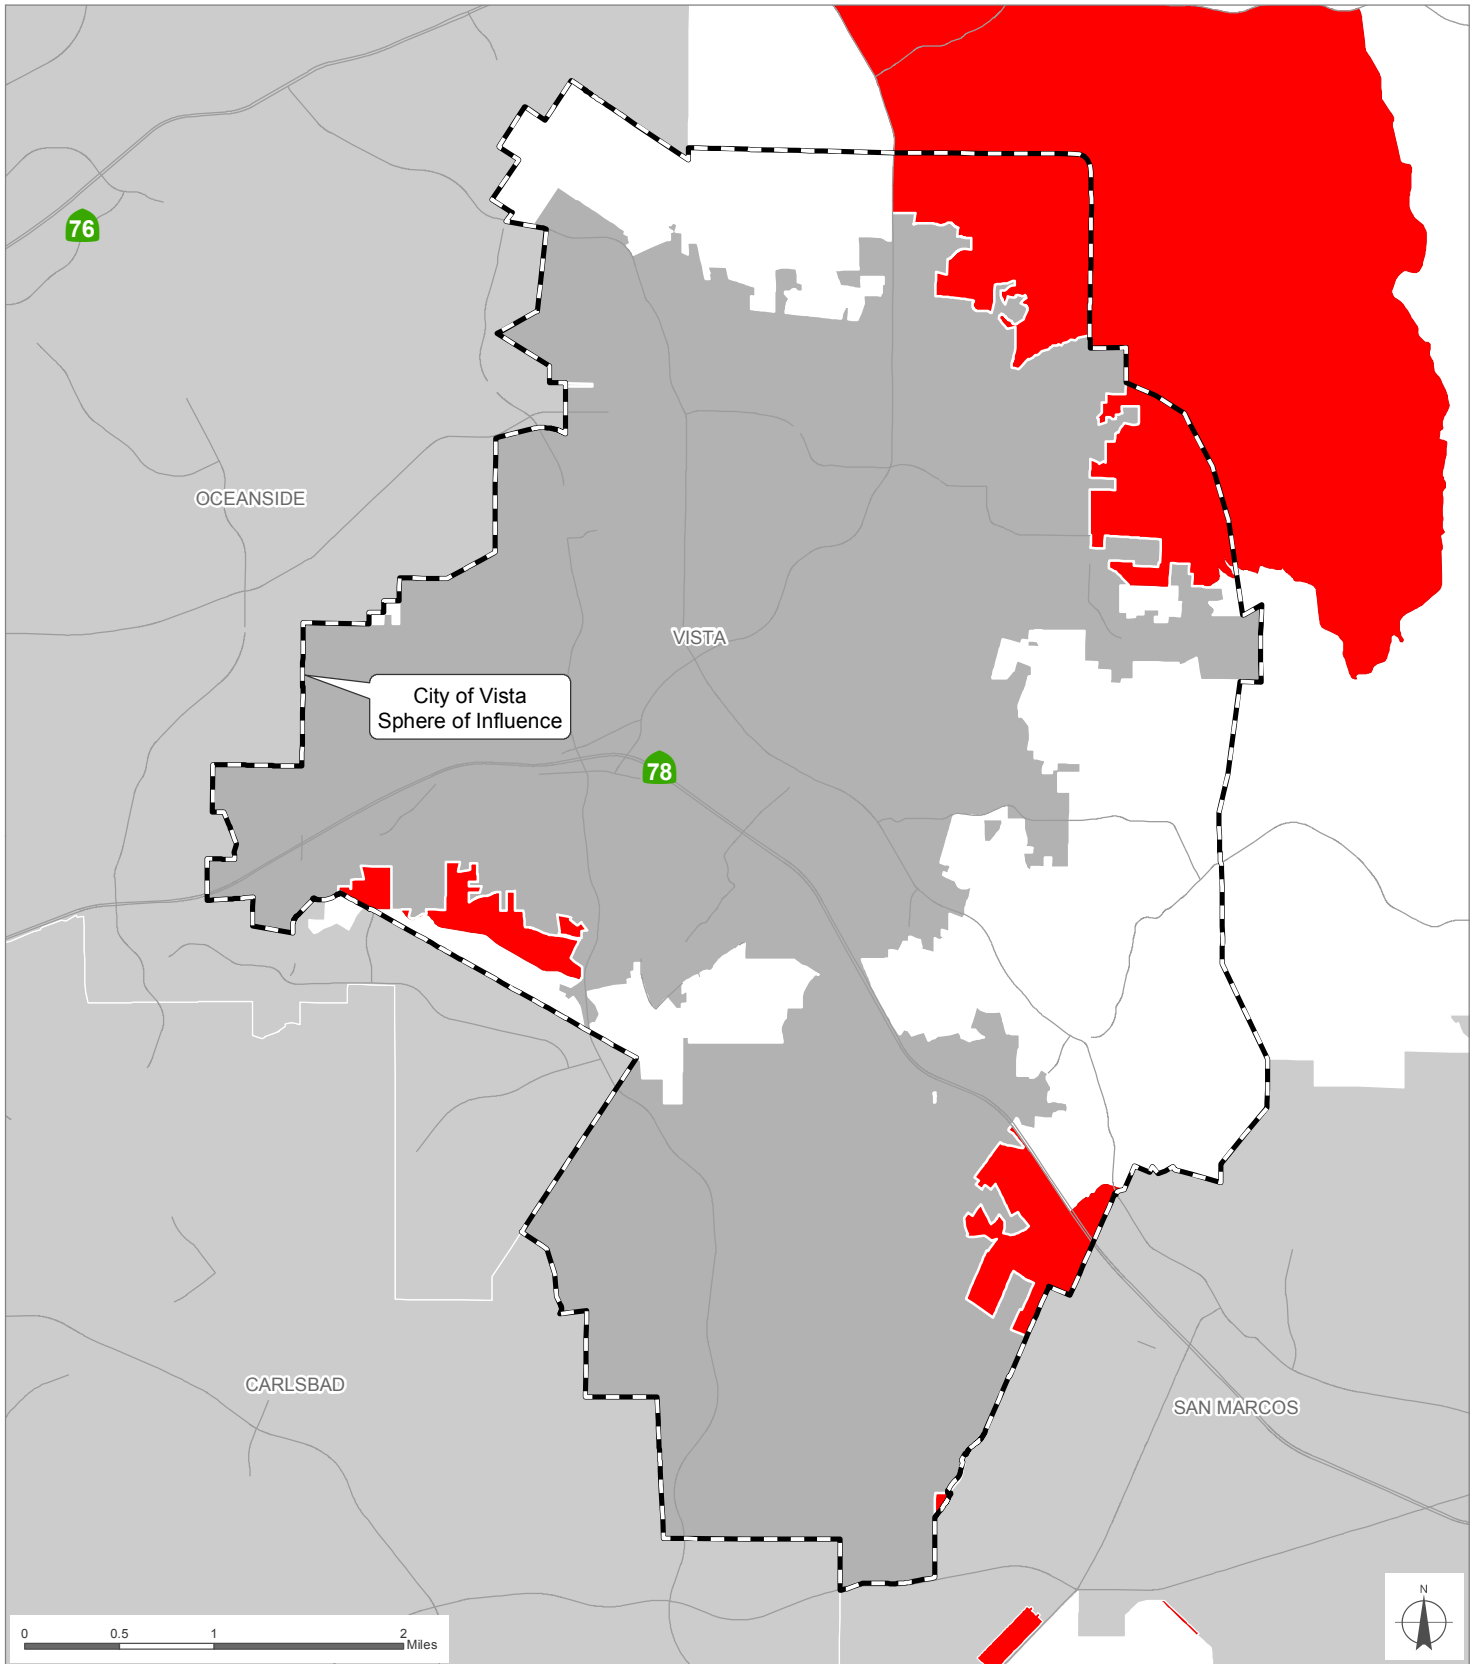 76
OCEANSIDE
VISTA
City of Vista
Sphere of Influence
78
CARLSBAD
SAN MARCOS
N
0 0.5 1 2
Miles